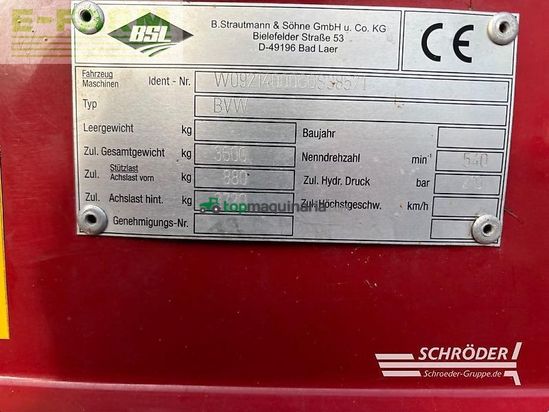 BSL
B.Strautmann & Söhne GmbH u. Co. KG
Bielefelder Straße 53
D-49196 Bad Laer
CE
Fahrzeug
Maschinen Ident - Nr.
Typ BVW
Leergewicht kg Baujahr
Zul. Gesamtgewicht kg 3500 Nenndrehzahl min-1 540
Zul. Stützlast
Achslast vorn kg 880 Zul. Hydr. Druck bar
Zul. Achslast hint. kg Zul. Höchstgeschw. km/h
Genehmigungs-Nr.
topmaquinaria
SCHRÖDER
Schroeder-Gruppe.de